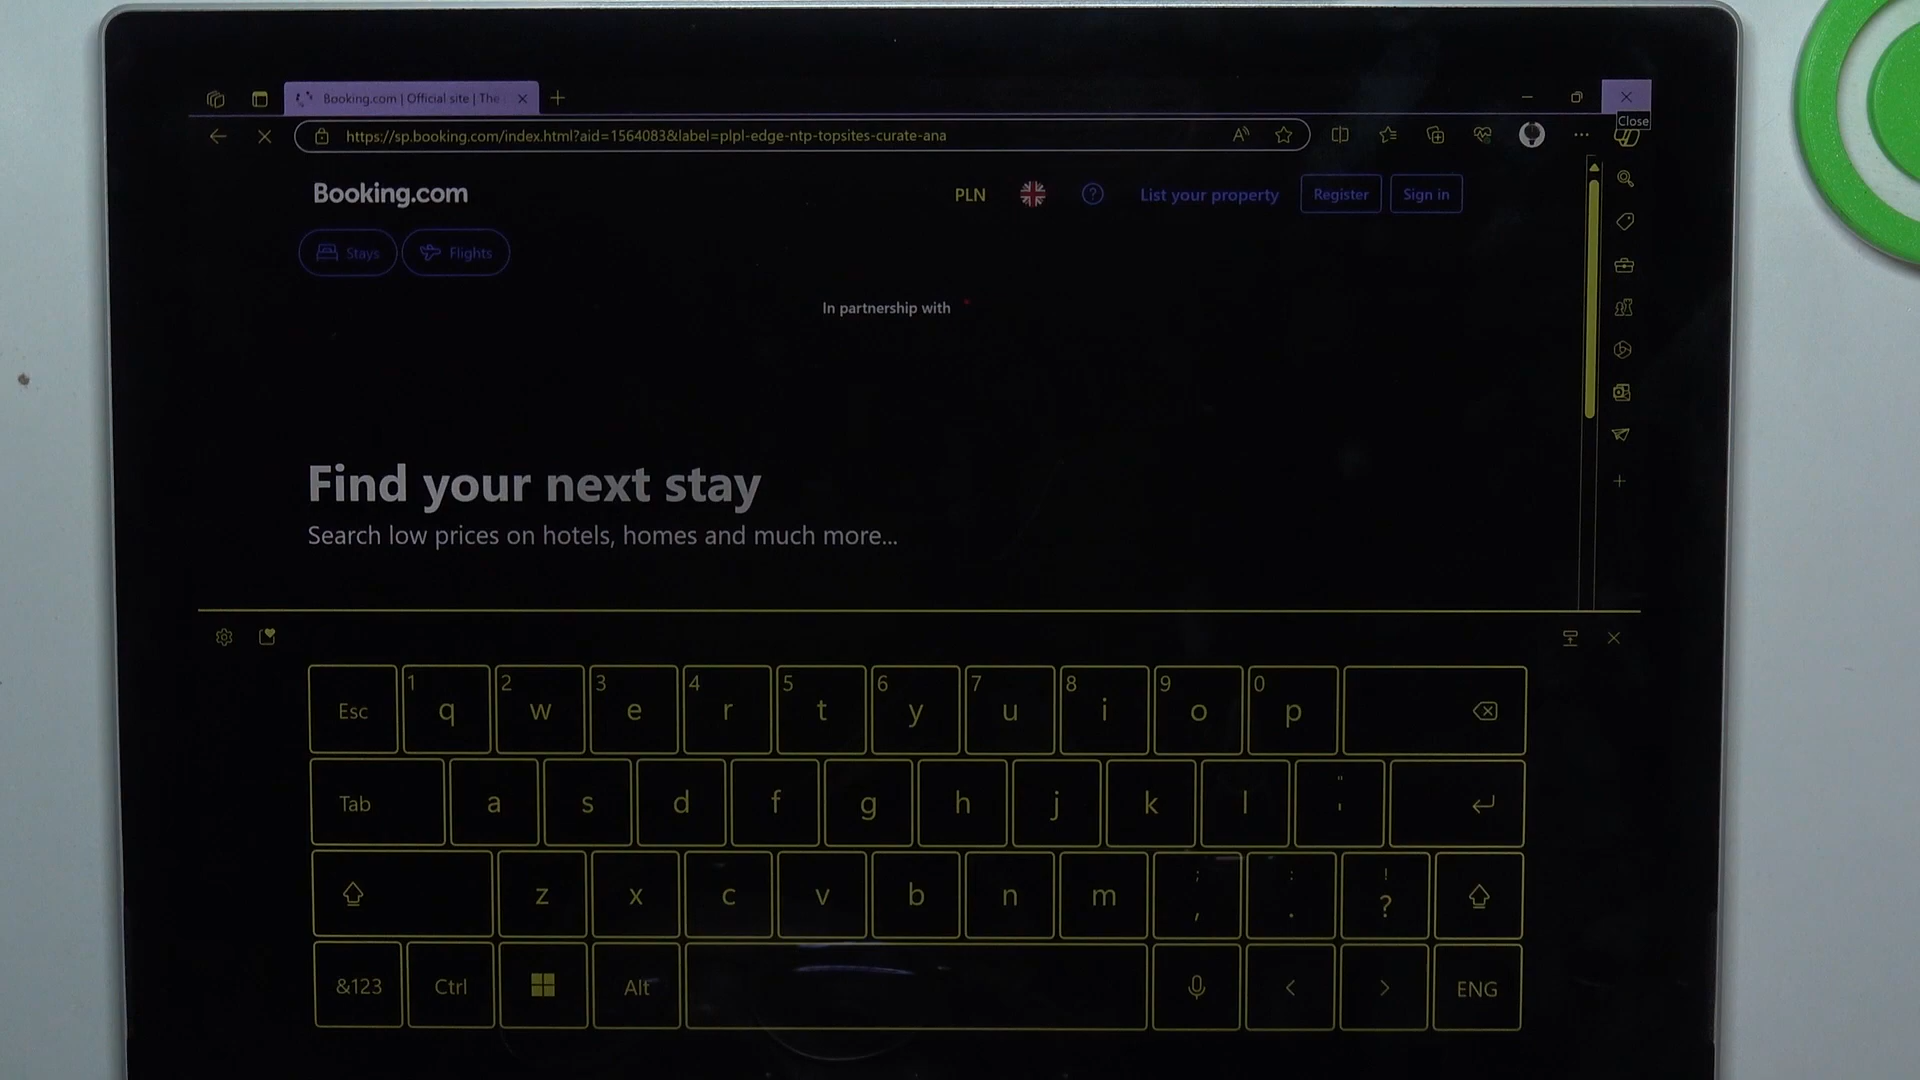 Booking.com | Official site | The
Close
https://sp.booking.com/index.html?aid=1564083&label=plpl-edge-ntp-topsites-curate-ana
Booking.com
PLN
?
List your property
Register
Sign in
Stays
Flights
In partnership with
Find your next stay
Search low prices on hotels, homes and much more...
Esc 1 q 2 w 3 e 4 r 5 t 6 y 7 u 8 i 9 o 0 p
Tab a s d f g h j k l " '
z x c v b n m ; , : . ! ?
&123 Ctrl Alt < > ENG